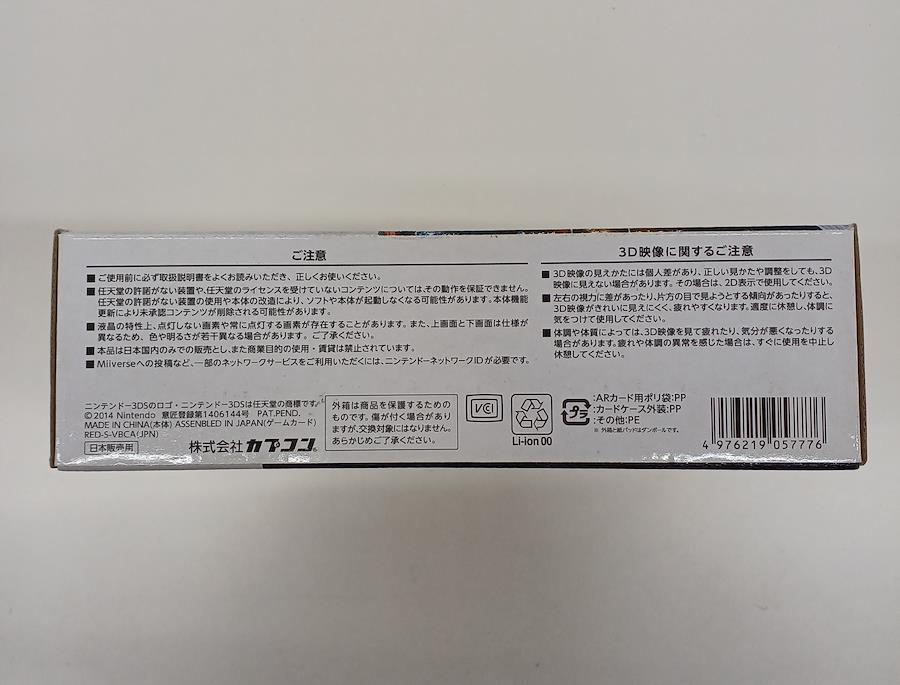 ご注意
■ご使用前に必ず取扱説明書をよくお読みいただき、正しくお使いください。
■任天堂の許諾がない装置や、任天堂のライセンスを受けていないコンテンツについては、その動作を保証できません。
任天堂の許諾がない装置の使用や本体の改造により、ソフトや本体が起動しなくなる可能性があります。本体機能
更新により未承認コンテンツが削除される可能性があります。
■液晶の特性上、点灯しない画素や常に点灯する画素が存在することがあります。また、上画面と下画面は仕様が
異なるため、色や明るさが若干異なる場合があります。ご了承ください。
■本品は日本国内のみでの販売とし、また商業目的の使用・賃貸は禁止されています。
■Miiverseへの投稿など、一部のネットワークサービスをご利用いただくには、ニンテンドーネットワークIDが必要です。
3D映像に関するご注意
■3D映像の見えかたには個人差があり、正しい見かたや調整をしても、3D
映像に見えない場合があります。その場合は、2D表示で使用してください。
■左右の視力に差があったり、片方の目で見ようとする傾向があったりすると、
3D映像がきれいに見えにくく、疲れやすくなります。適度に休憩し、体調に
気をつけて使用してください。
■体調や体質によっては、3D映像を見て疲れたり、気分が悪くなったりする
場合があります。疲れや体調の異常を感じた場合は、すぐに使用を中止し
休憩してください。
ニンテンドー3DSのロゴ・ニンテンドー3DSは任天堂の商標です。
©2014 Nintendo 意匠登録第1406144号 PAT.PEND.
MADE IN CHINA(本体) ASSENBLED IN JAPAN(ゲームカード)
RED-S-VBCA(JPN)
日本販売用
株式会社カプコン®
外箱は商品を保護するための
ものです。傷が付く場合があり
ますが、交換対象にはなりません。
あらかじめご了承ください。
VCI
Li-ion 00
プラ
:ARカード用ポリ袋:PP
:カードケース外装:PP
:その他:PE
※ 外箱と紙パッドはダンボールです。
4 976219 057776